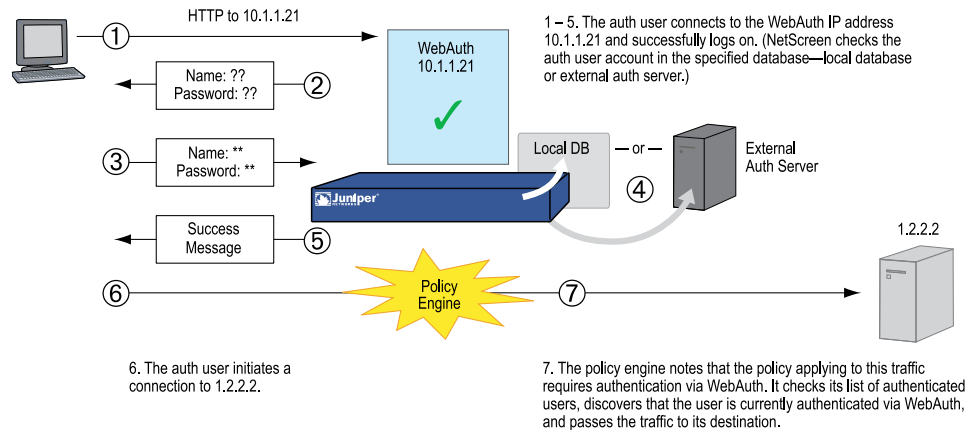 HTTP to 10.1.1.21
①
WebAuth
10.1.1.21
1 – 5. The auth user connects to the WebAuth IP address
10.1.1.21 and successfully logs on. (NetScreen checks the
auth user account in the specified database—local database
or external auth server.)
Name: ??
Password: ??
②
③
Name: **
Password: **
Local DB
— or —
④
External
Auth Server
Juniper
NETWORKS
Success
Message
⑤
1.2.2.2
⑥
Policy
Engine
⑦
6. The auth user initiates a
connection to 1.2.2.2.
7. The policy engine notes that the policy applying to this traffic
requires authentication via WebAuth. It checks its list of authenticated
users, discovers that the user is currently authenticated via WebAuth,
and passes the traffic to its destination.